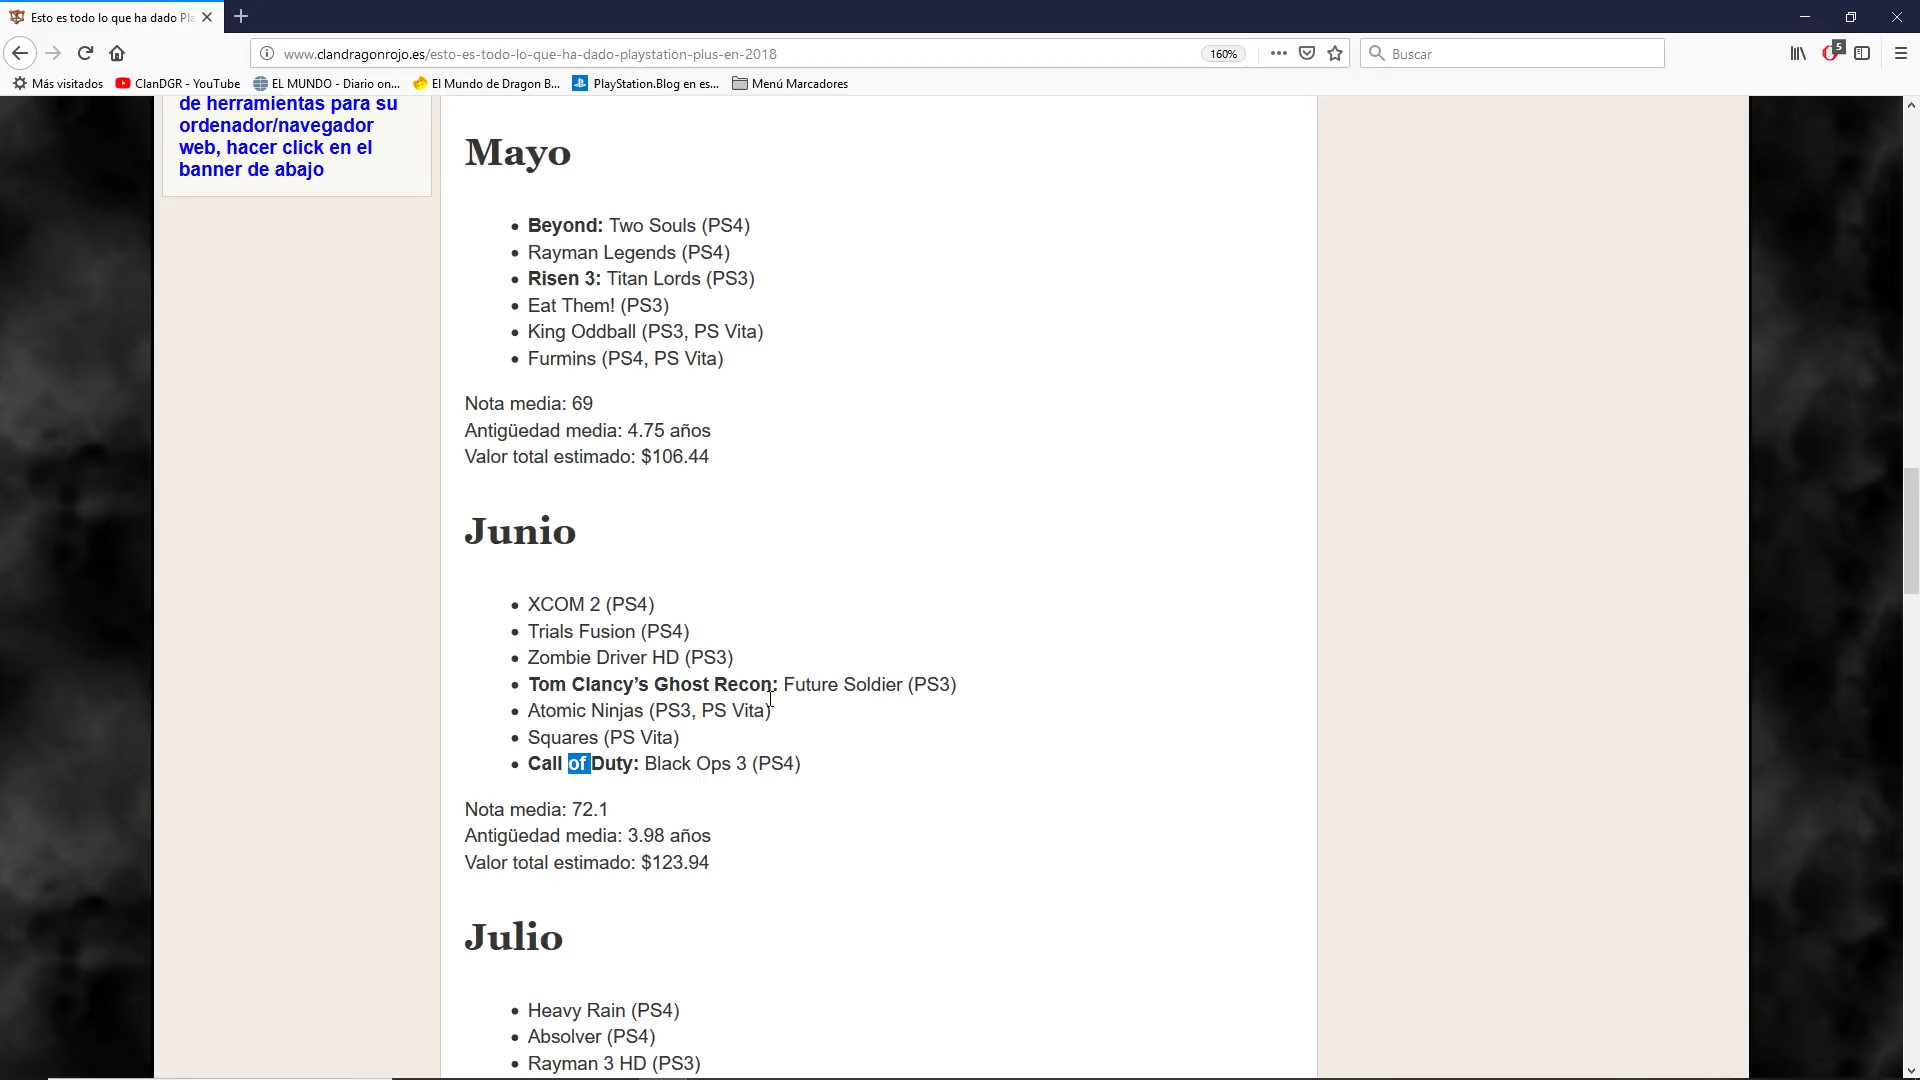 Esto es todo lo que ha dado Pla
www.clandragonrojo.es/esto-es-todo-lo-que-ha-dado-playstation-plus-en-2018
160%
Buscar
5
Más visitados
ClanDGR - YouTube
EL MUNDO - Diario on...
El Mundo de Dragon B...
PlayStation.Blog en es...
Menú Marcadores
de herramientas para su
ordenador/navegador
web, hacer click en el
banner de abajo
Mayo
Beyond: Two Souls (PS4)
Rayman Legends (PS4)
Risen 3: Titan Lords (PS3)
Eat Them! (PS3)
King Oddball (PS3, PS Vita)
Furmins (PS4, PS Vita)
Nota media: 69
Antigüedad media: 4.75 años
Valor total estimado: $106.44
Junio
XCOM 2 (PS4)
Trials Fusion (PS4)
Zombie Driver HD (PS3)
Tom Clancy’s Ghost Recon: Future Soldier (PS3)
Atomic Ninjas (PS3, PS Vita)
Squares (PS Vita)
Call of Duty: Black Ops 3 (PS4)
Nota media: 72.1
Antigüedad media: 3.98 años
Valor total estimado: $123.94
Julio
Heavy Rain (PS4)
Absolver (PS4)
Rayman 3 HD (PS3)